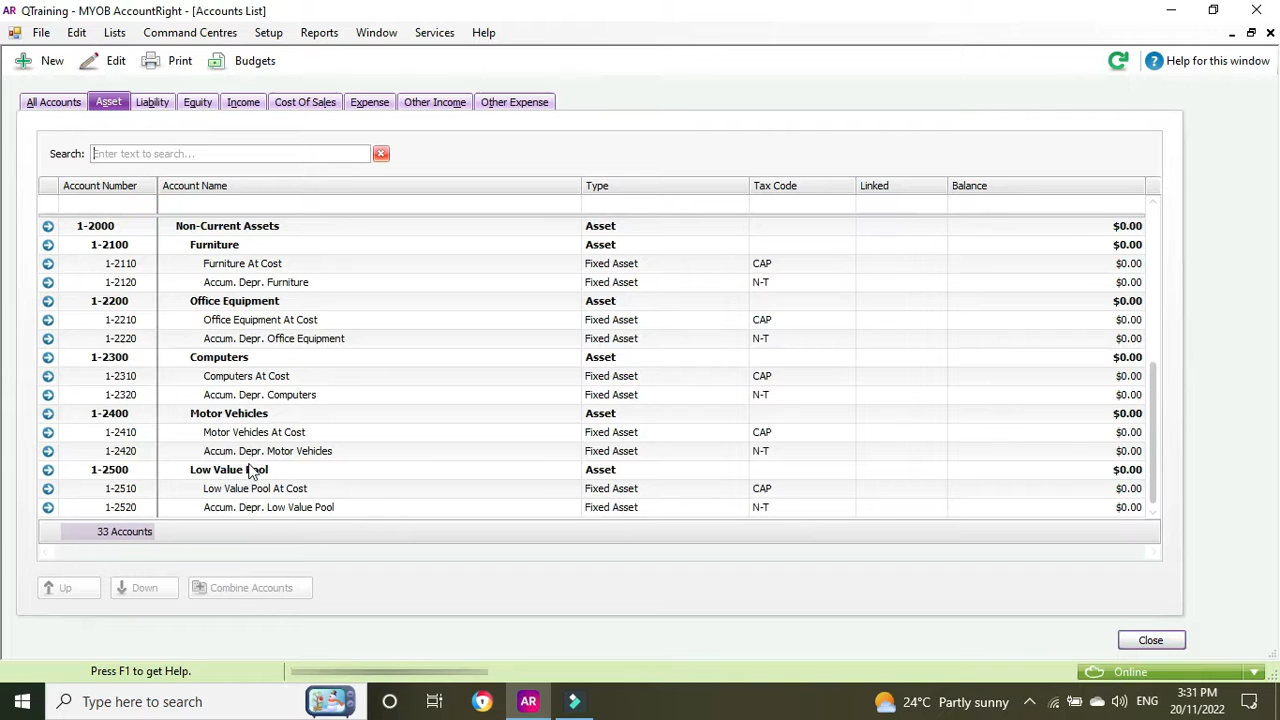 AR QTraining - MYOB AccountRight - [Accounts List]
File Edit Lists Command Centres Setup Reports Window Services Help
New Edit Print Budgets Help for this window
All Accounts Asset Liability Equity Income Cost Of Sales Expense Other Income Other Expense
Search: Enter text to search...
Account Number Account Name Type Tax Code Linked Balance
1-2000 Non-Current Assets Asset $0.00
1-2100 Furniture Asset $0.00
1-2110 Furniture At Cost Fixed Asset CAP $0.00
1-2120 Accum. Depr. Furniture Fixed Asset N-T $0.00
1-2200 Office Equipment Asset $0.00
1-2210 Office Equipment At Cost Fixed Asset CAP $0.00
1-2220 Accum. Depr. Office Equipment Fixed Asset N-T $0.00
1-2300 Computers Asset $0.00
1-2310 Computers At Cost Fixed Asset CAP $0.00
1-2320 Accum. Depr. Computers Fixed Asset N-T $0.00
1-2400 Motor Vehicles Asset $0.00
1-2410 Motor Vehicles At Cost Fixed Asset CAP $0.00
1-2420 Accum. Depr. Motor Vehicles Fixed Asset N-T $0.00
1-2500 Low Value Pool Asset $0.00
1-2510 Low Value Pool At Cost Fixed Asset CAP $0.00
1-2520 Accum. Depr. Low Value Pool Fixed Asset N-T $0.00
33 Accounts
Up Down Combine Accounts
Close
Press F1 to get Help. Online
Type here to search AR 24°C Partly sunny ENG 3:31 PM
20/11/2022